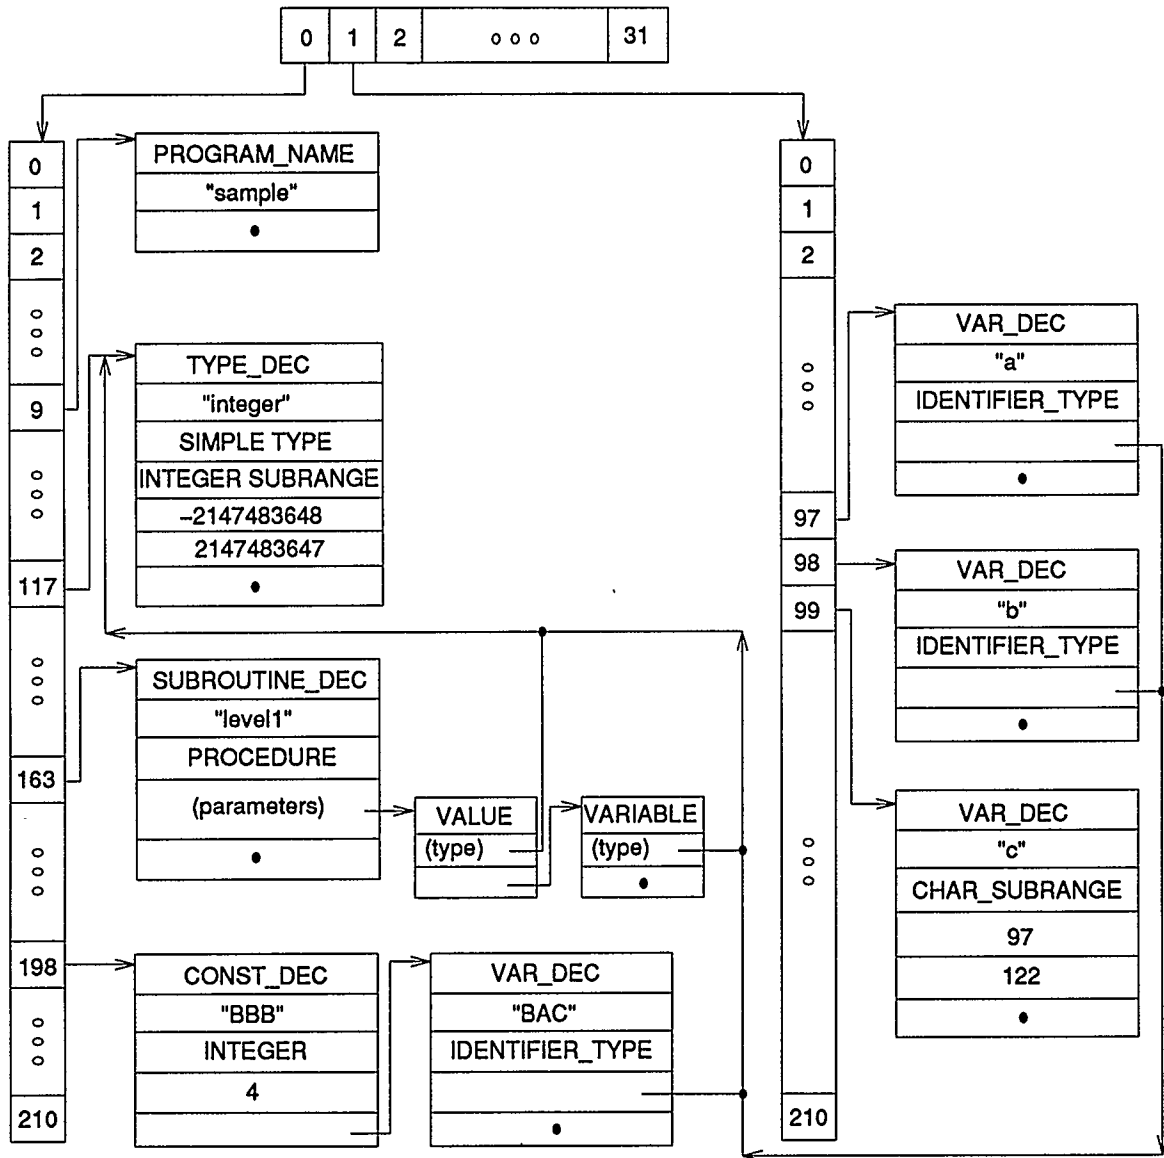 0 1 2 o o o 31
0
1
2
o
o
o
9
o
o
o
117
o
o
o
163
o
o
o
198
o
o
o
210
PROGRAM_NAME
"sample"
TYPE_DEC
"integer"
SIMPLE TYPE
INTEGER SUBRANGE
–2147483648
2147483647
SUBROUTINE_DEC
"level1"
PROCEDURE
(parameters)
VALUE
(type)
VARIABLE
(type)
CONST_DEC
"BBB"
INTEGER
4
VAR_DEC
"BAC"
IDENTIFIER_TYPE
0
1
2
o
o
o
97
98
99
o
o
o
210
VAR_DEC
"a"
IDENTIFIER_TYPE
VAR_DEC
"b"
IDENTIFIER_TYPE
VAR_DEC
"c"
CHAR_SUBRANGE
97
122